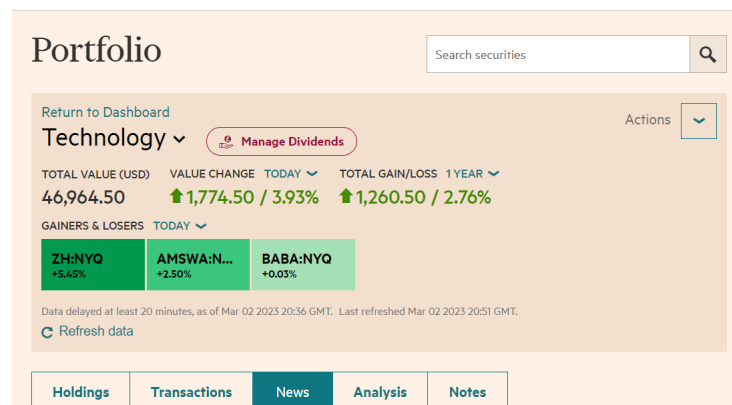 Portfolio
Search securities
Return to Dashboard
Actions
Technology
Manage Dividends
TOTAL VALUE (USD) VALUE CHANGE TODAY TOTAL GAIN/LOSS 1 YEAR
46,964.50 1,774.50 / 3.93% 1,260.50 / 2.76%
GAINERS & LOSERS TODAY
ZH:NYQ AMSWA:N... BABA:NYQ
+5.45% +2.50% +0.03%
Data delayed at least 20 minutes, as of Mar 02 2023 20:36 GMT. Last refreshed Mar 02 2023 20:51 GMT.
Refresh data
Holdings Transactions News Analysis Notes